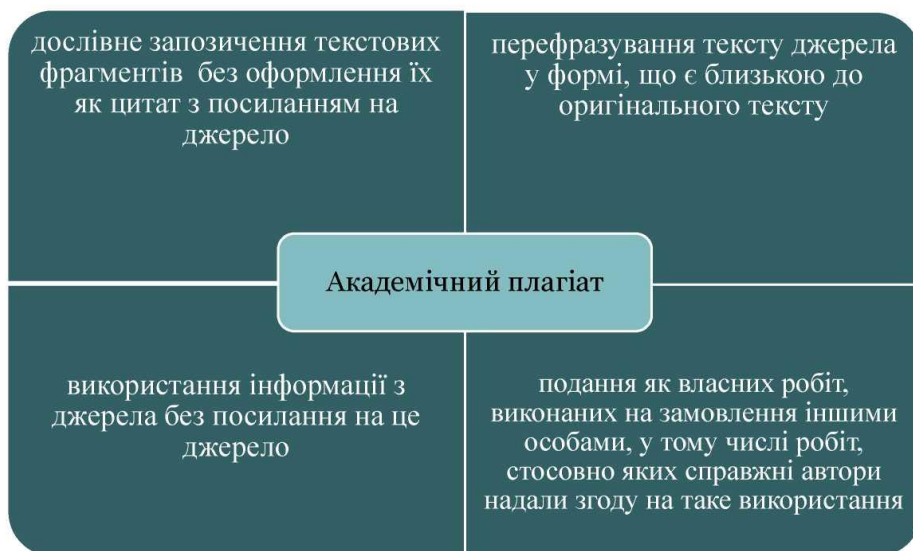 дослівне запозичення текстових
фрагментів без оформлення їх
як цитат з посиланням на
джерело
перефразування тексту джерела
у формі, що є близькою до
оригінального тексту
Академічний плагіат
використання інформації з
джерела без посилання на це
джерело
подання як власних робіт,
виконаних на замовлення іншими
особами, у тому числі робіт,
стосовно яких справжні автори
надали згоду на таке використання